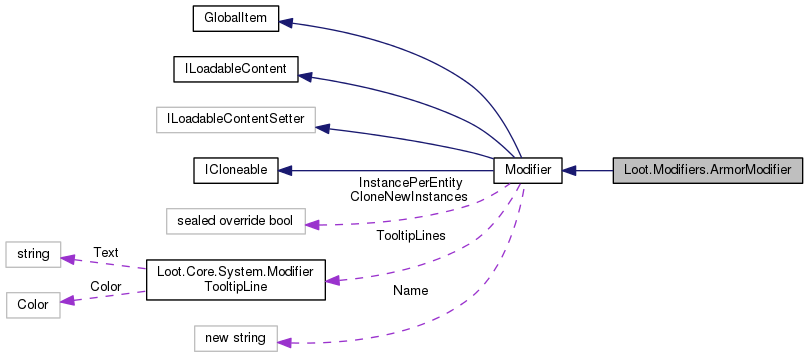 GlobalItem
ILoadableContent
ILoadableContentSetter
ICloneable
Modifier
Loot.Modifiers.ArmorModifier
InstancePerEntity
CloneNewInstances
sealed override bool
TooltipLines
string
Text
Loot.Core.System.Modifier
TooltipLine
Color
Color
Name
new string